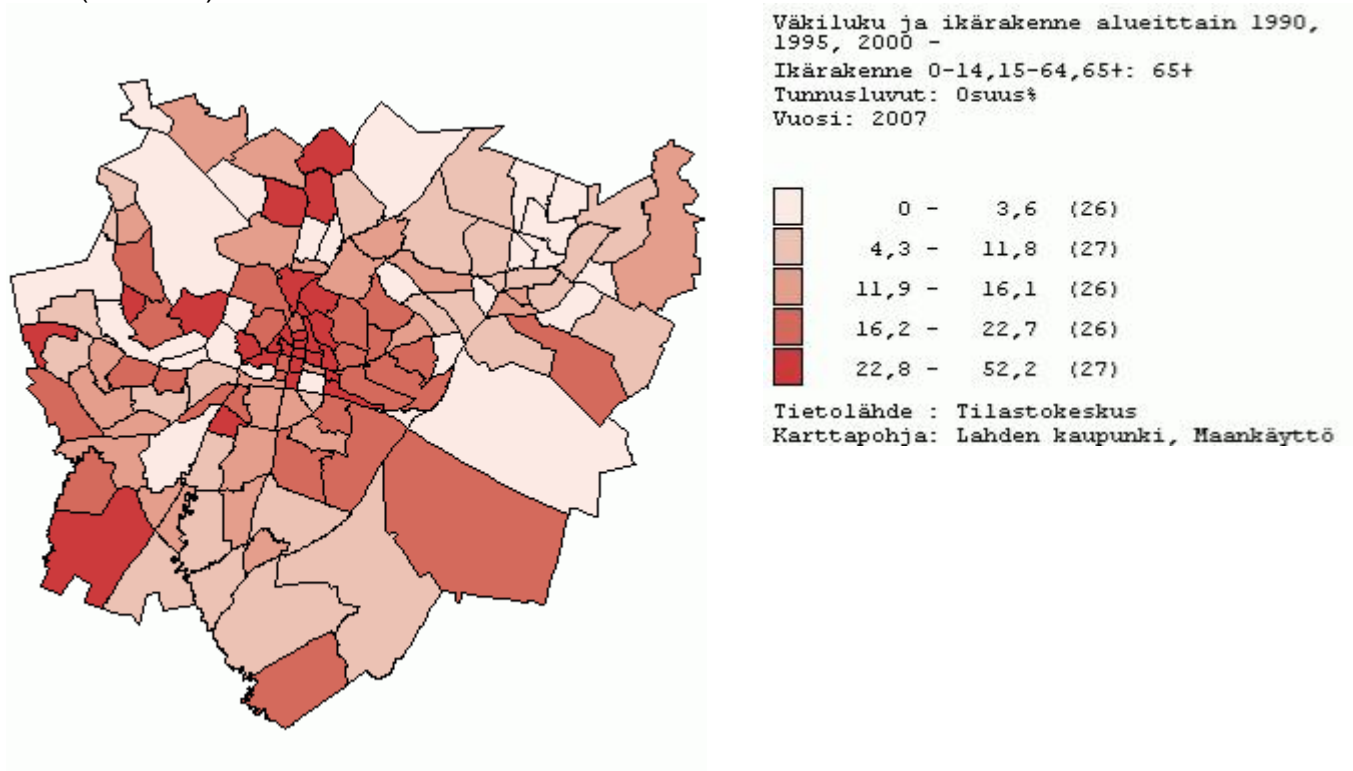 Väkiluku ja ikärakenne alueittain 1990,
1995, 2000 -
Ikärakenne 0-14,15-64,65+: 65+
Tunnusluvut: Osuus%
Vuosi: 2007
0 - 3,6 (26)
4,3 - 11,8 (27)
11,9 - 16,1 (26)
16,2 - 22,7 (26)
22,8 - 52,2 (27)
Tietolähde : Tilastokeskus
Karttapohja: Lahden kaupunki, Maankäyttö